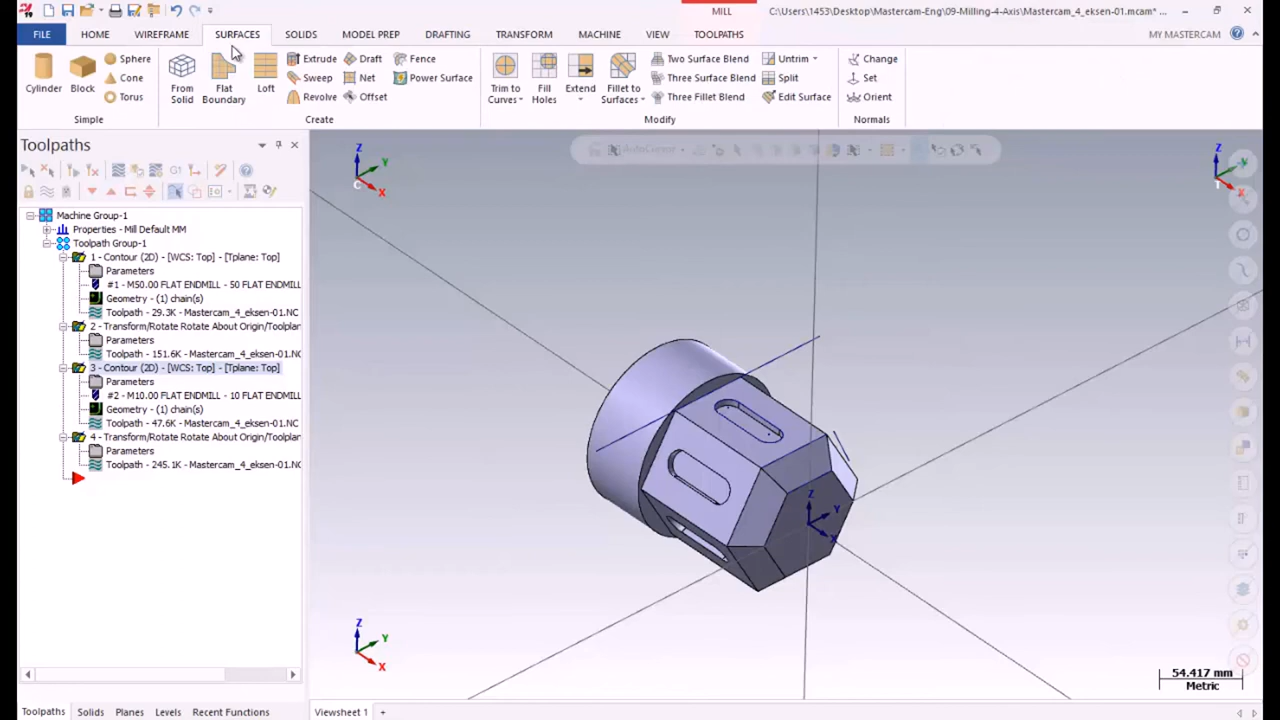 MILL
C:\Users\1453\Desktop\Mastercam-Eng\09-Milling-4-Axis\Mastercam_4_eksen-01.mcam*
FILE HOME WIREFRAME SURFACES SOLIDS MODEL PREP DRAFTING TRANSFORM MACHINE VIEW TOOLPATHS MY MASTERCAM
Sphere Extrude Draft Fence Two Surface Blend Untrim Change
Cone Sweep Net Power Surface Three Surface Blend Split Set
Torus Revolve Offset Three Fillet Blend Edit Surface Orient
Cylinder Block From Solid Flat Boundary Loft Trim to Curves Fill Holes Extend Fillet to Surfaces
Simple Create Modify Normals
Toolpaths
AutoCursor
Machine Group-1
Properties - Mill Default MM
Toolpath Group-1
1 - Contour (2D) - [WCS: Top] - [Tplane: Top]
Parameters
#1 - M50.00 FLAT ENDMILL - 50 FLAT ENDMILL
Geometry - (1) chain(s)
Toolpath - 29.3K - Mastercam_4_eksen-01.NC
2 - Transform/Rotate Rotate About Origin/Toolplan
Parameters
Toolpath - 151.6K - Mastercam_4_eksen-01.NC
3 - Contour (2D) - [WCS: Top] - [Tplane: Top]
Parameters
#2 - M10.00 FLAT ENDMILL - 10 FLAT ENDMILL
Geometry - (1) chain(s)
Toolpath - 47.6K - Mastercam_4_eksen-01.NC
4 - Transform/Rotate Rotate About Origin/Toolplan
Parameters
Toolpath - 245.1K - Mastercam_4_eksen-01.NC
Z Y X C
Z Y X T
Z Y X
Z Y X
54.417 mm
Metric
Toolpaths Solids Planes Levels Recent Functions Viewsheet 1 +